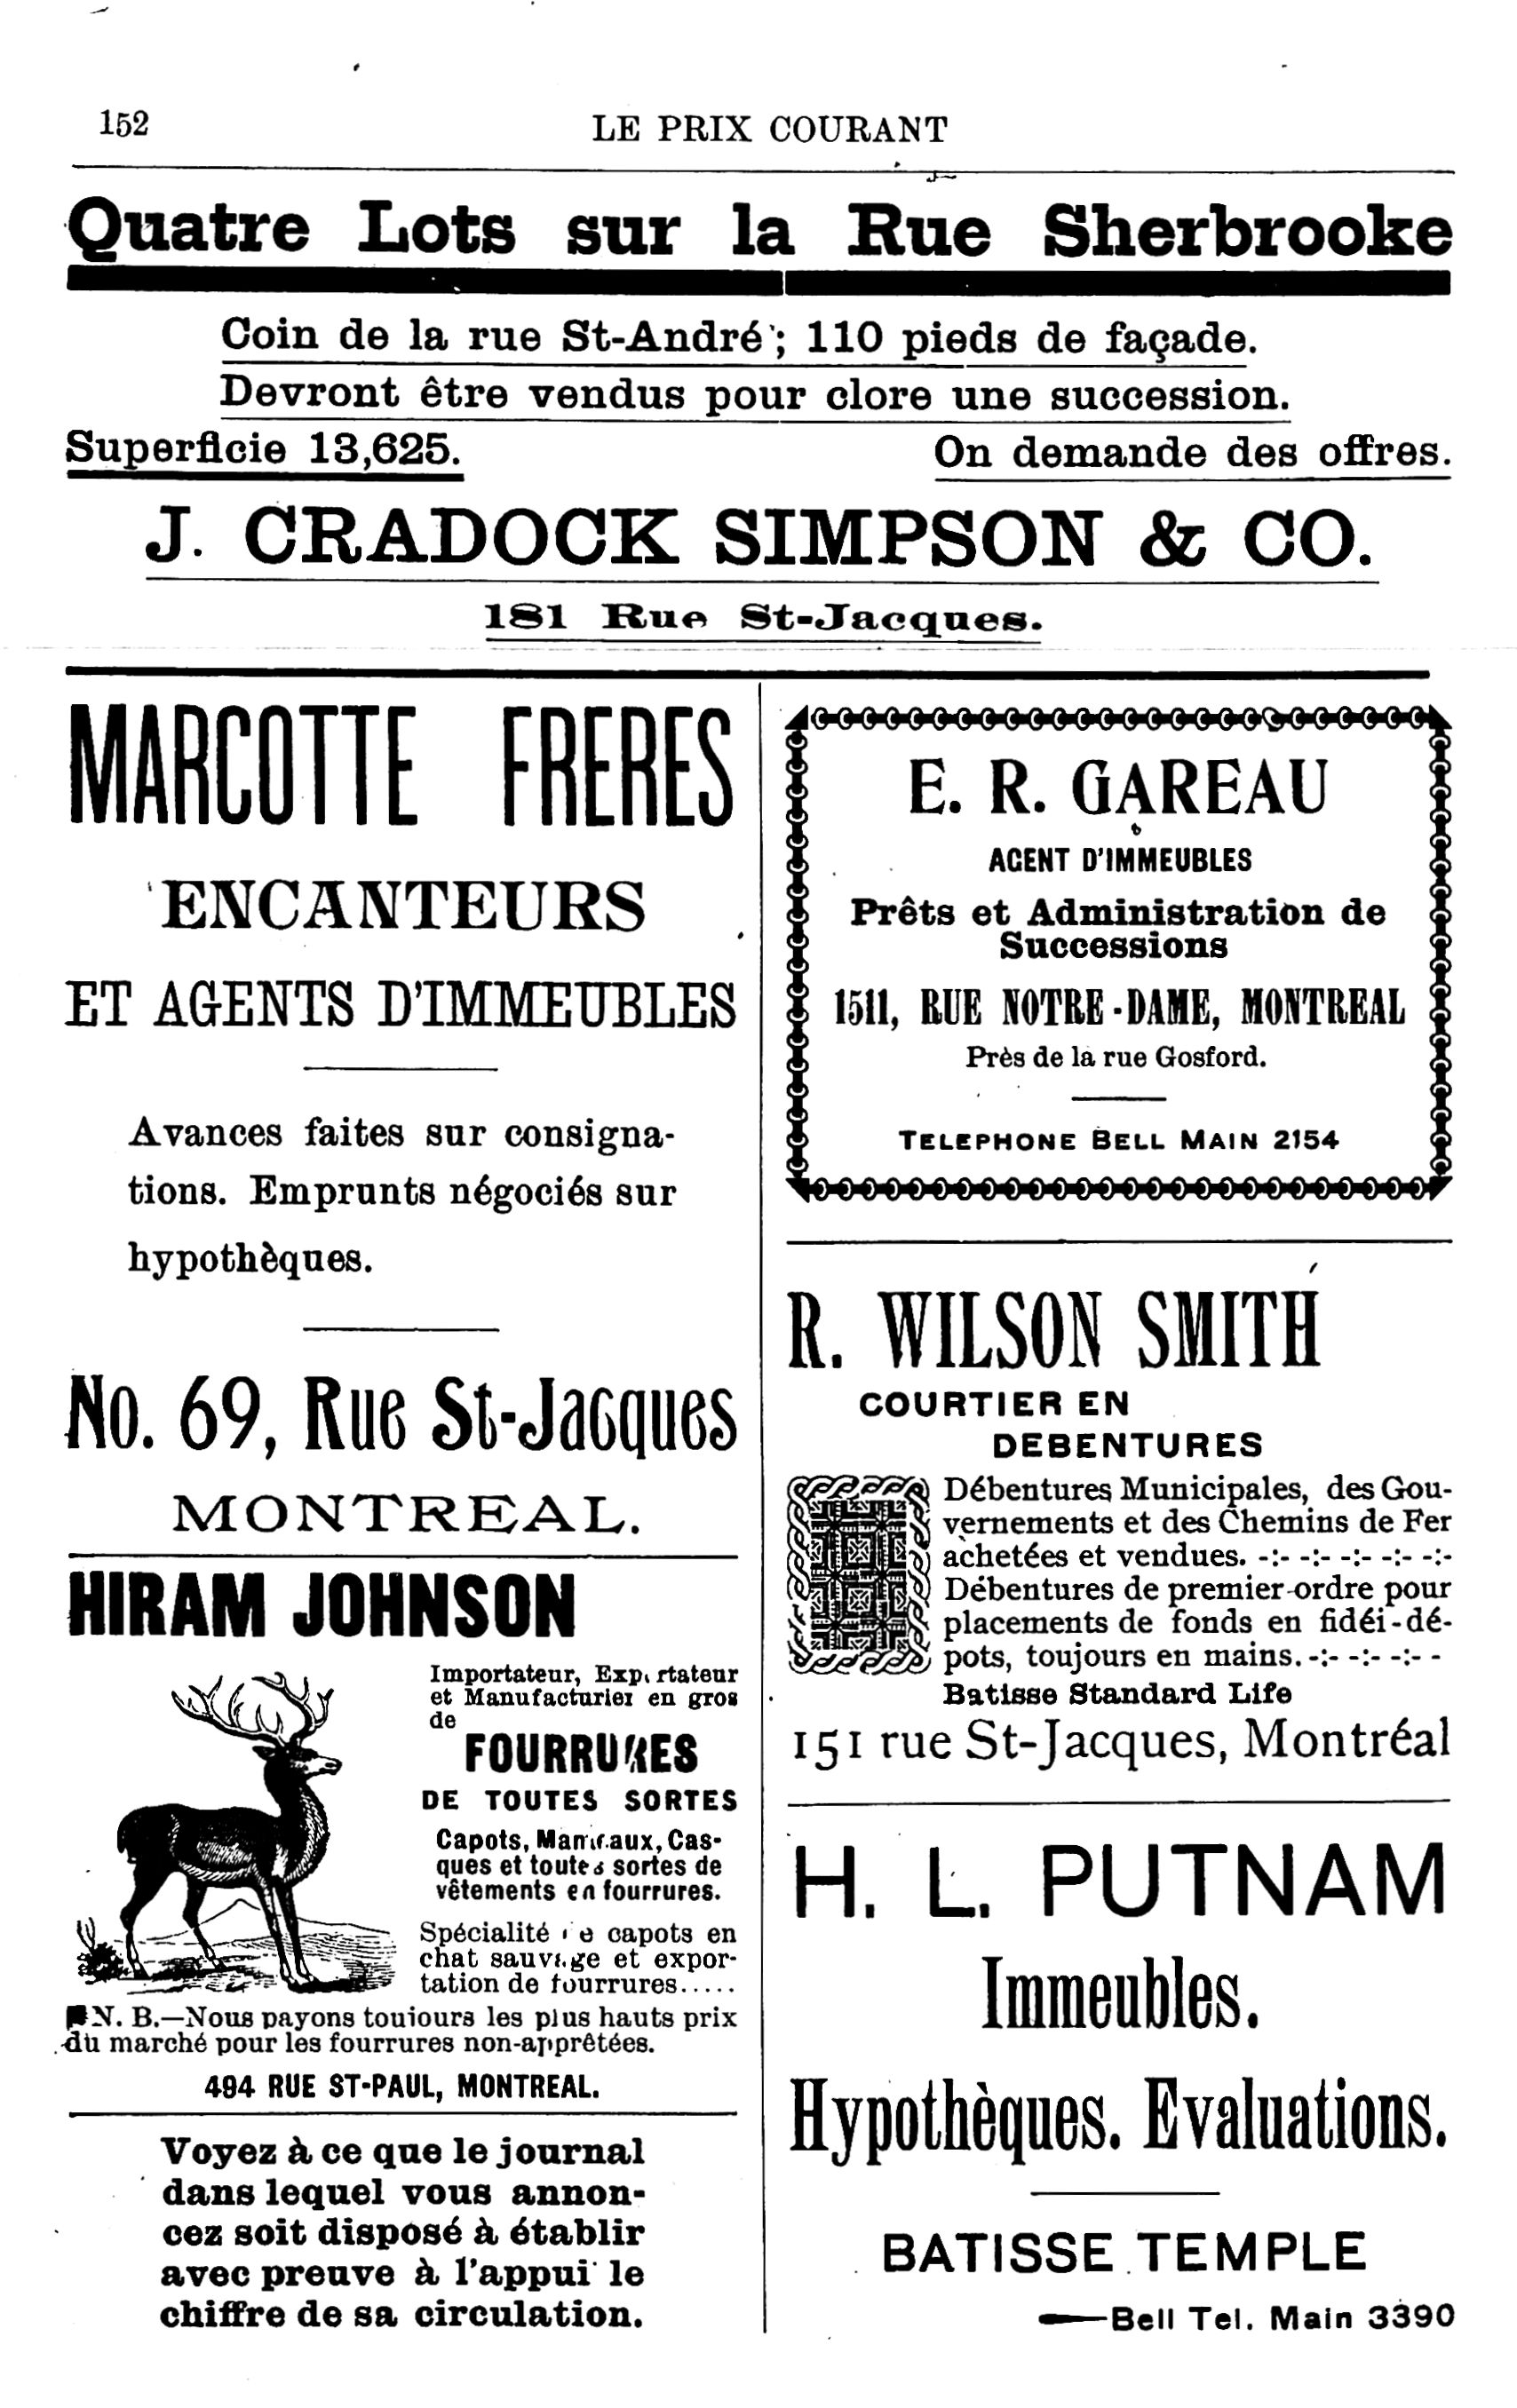 152
LE PRIX COURANT
Quatre Lots sur la Rue Sherbrooke
Coin de la rue St-André; 110 pieds de façade.
Devront être vendus pour clore une succession.
Superficie 13,625.
On demande des offres.
J. CRADOCK SIMPSON & CO.
181 Rue St-Jacques.
MARCOTTE FRERES
ENCANTEURS
ET AGENTS D'IMMEUBLES
Avances faites sur consigna-
tions. Emprunts négociés sur
hypothèques.
No. 69, Rue St-Jacques
MONTREAL.
HIRAM JOHNSON
Importateur, Exportateur
et Manufacturier en gros
de
FOURRURES
DE TOUTES SORTES
Capots, Manteaux, Cas-
ques et toutes sortes de
vêtements en fourrures.
Spécialité de capots en
chat sauvage et expor-
tation de fourrures.....
N. B.—Nous payons toujours les plus hauts prix
du marché pour les fourrures non-apprêtées.
494 RUE ST-PAUL, MONTREAL.
Voyez à ce que le journal
dans lequel vous annon-
cez soit disposé à établir
avec preuve à l'appui le
chiffre de sa circulation.
E. R. GAREAU
AGENT D'IMMEUBLES
Prêts et Administration de
Successions
1511, RUE NOTRE-DAME, MONTREAL
Près de la rue Gosford.
TELEPHONE BELL MAIN 2154
R. WILSON SMITH
COURTIER EN
DEBENTURES
Débentures Municipales, des Gou-
vernements et des Chemins de Fer
achetées et vendues. -:- -:- -:- -:- -:-
Débentures de premier-ordre pour
placements de fonds en fidéi-dé-
pots, toujours en mains. -:- -:- -:- -
Batisse Standard Life
151 rue St-Jacques, Montréal
H. L. PUTNAM
Immeubles.
Hypothèques. Evaluations.
BATISSE TEMPLE
—Bell Tel. Main 3390